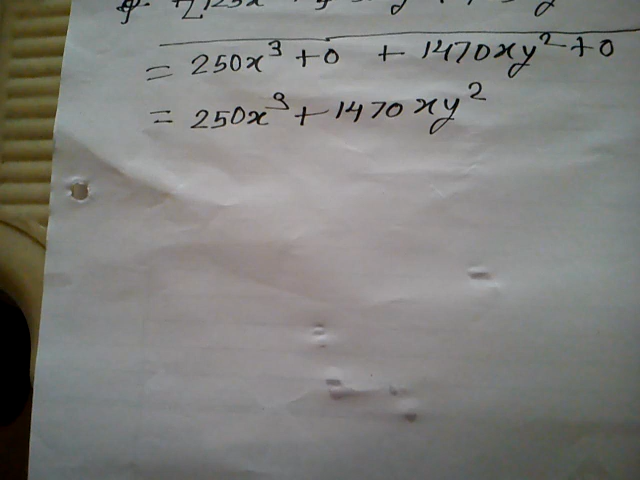 = 250x³ + 0 + 1470xy² + 0
= 250x³ + 1470xy²